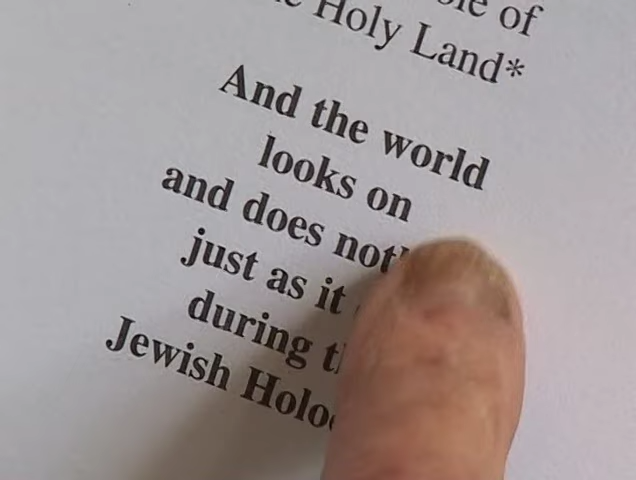 of
Holy Land*
And the world
looks on
and does
just as it
during
Jewish